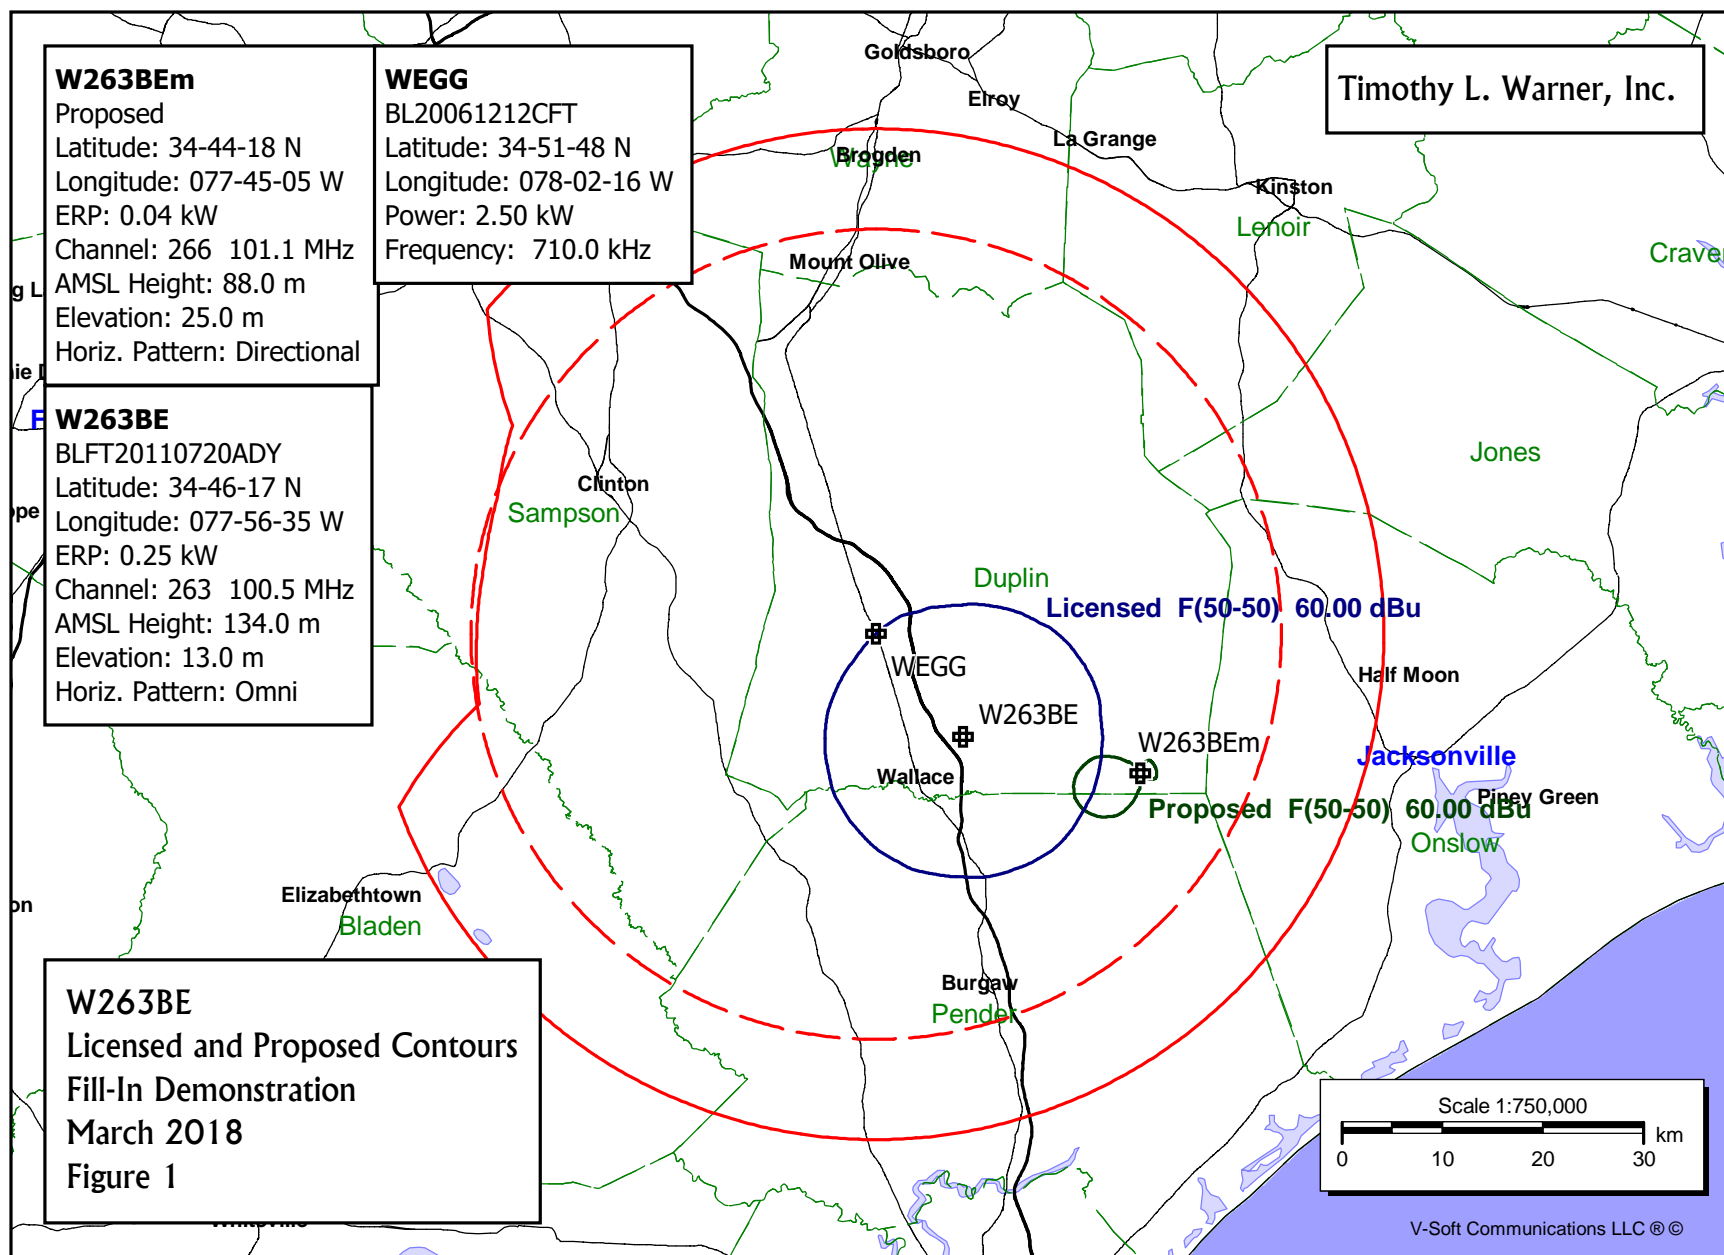 W263BEm
Proposed
Latitude: 34-44-18 N
Longitude: 077-45-05 W
ERP: 0.04 kW
Channel: 266  101.1 MHz
AMSL Height: 88.0 m
Elevation: 25.0 m
Horiz. Pattern: Directional
WEGG
BL20061212CFT
Latitude: 34-51-48 N
Longitude: 078-02-16 W
Power: 2.50 kW
Frequency:  710.0 kHz
W263BE
BLFT20110720ADY
Latitude: 34-46-17 N
Longitude: 077-56-35 W
ERP: 0.25 kW
Channel: 263  100.5 MHz
AMSL Height: 134.0 m
Elevation: 13.0 m
Horiz. Pattern: Omni
Timothy L. Warner, Inc.
Goldsboro
Elroy
La Grange
Brogden
Wayne
Kinston
Lenoir
Craven
Mount Olive
Jones
Clinton
Sampson
Duplin
Licensed  F(50-50)  60.00 dBu
WEGG
Half Moon
W263BE
W263BEm
Jacksonville
Wallace
Piney Green
Proposed  F(50-50)  60.00 dBu
Onslow
Elizabethtown
Bladen
Burgaw
Pender
W263BE
Licensed and Proposed Contours
Fill-In Demonstration
March 2018
Figure 1
Scale 1:750,000
km
0 10 20 30
V-Soft Communications LLC ® ©